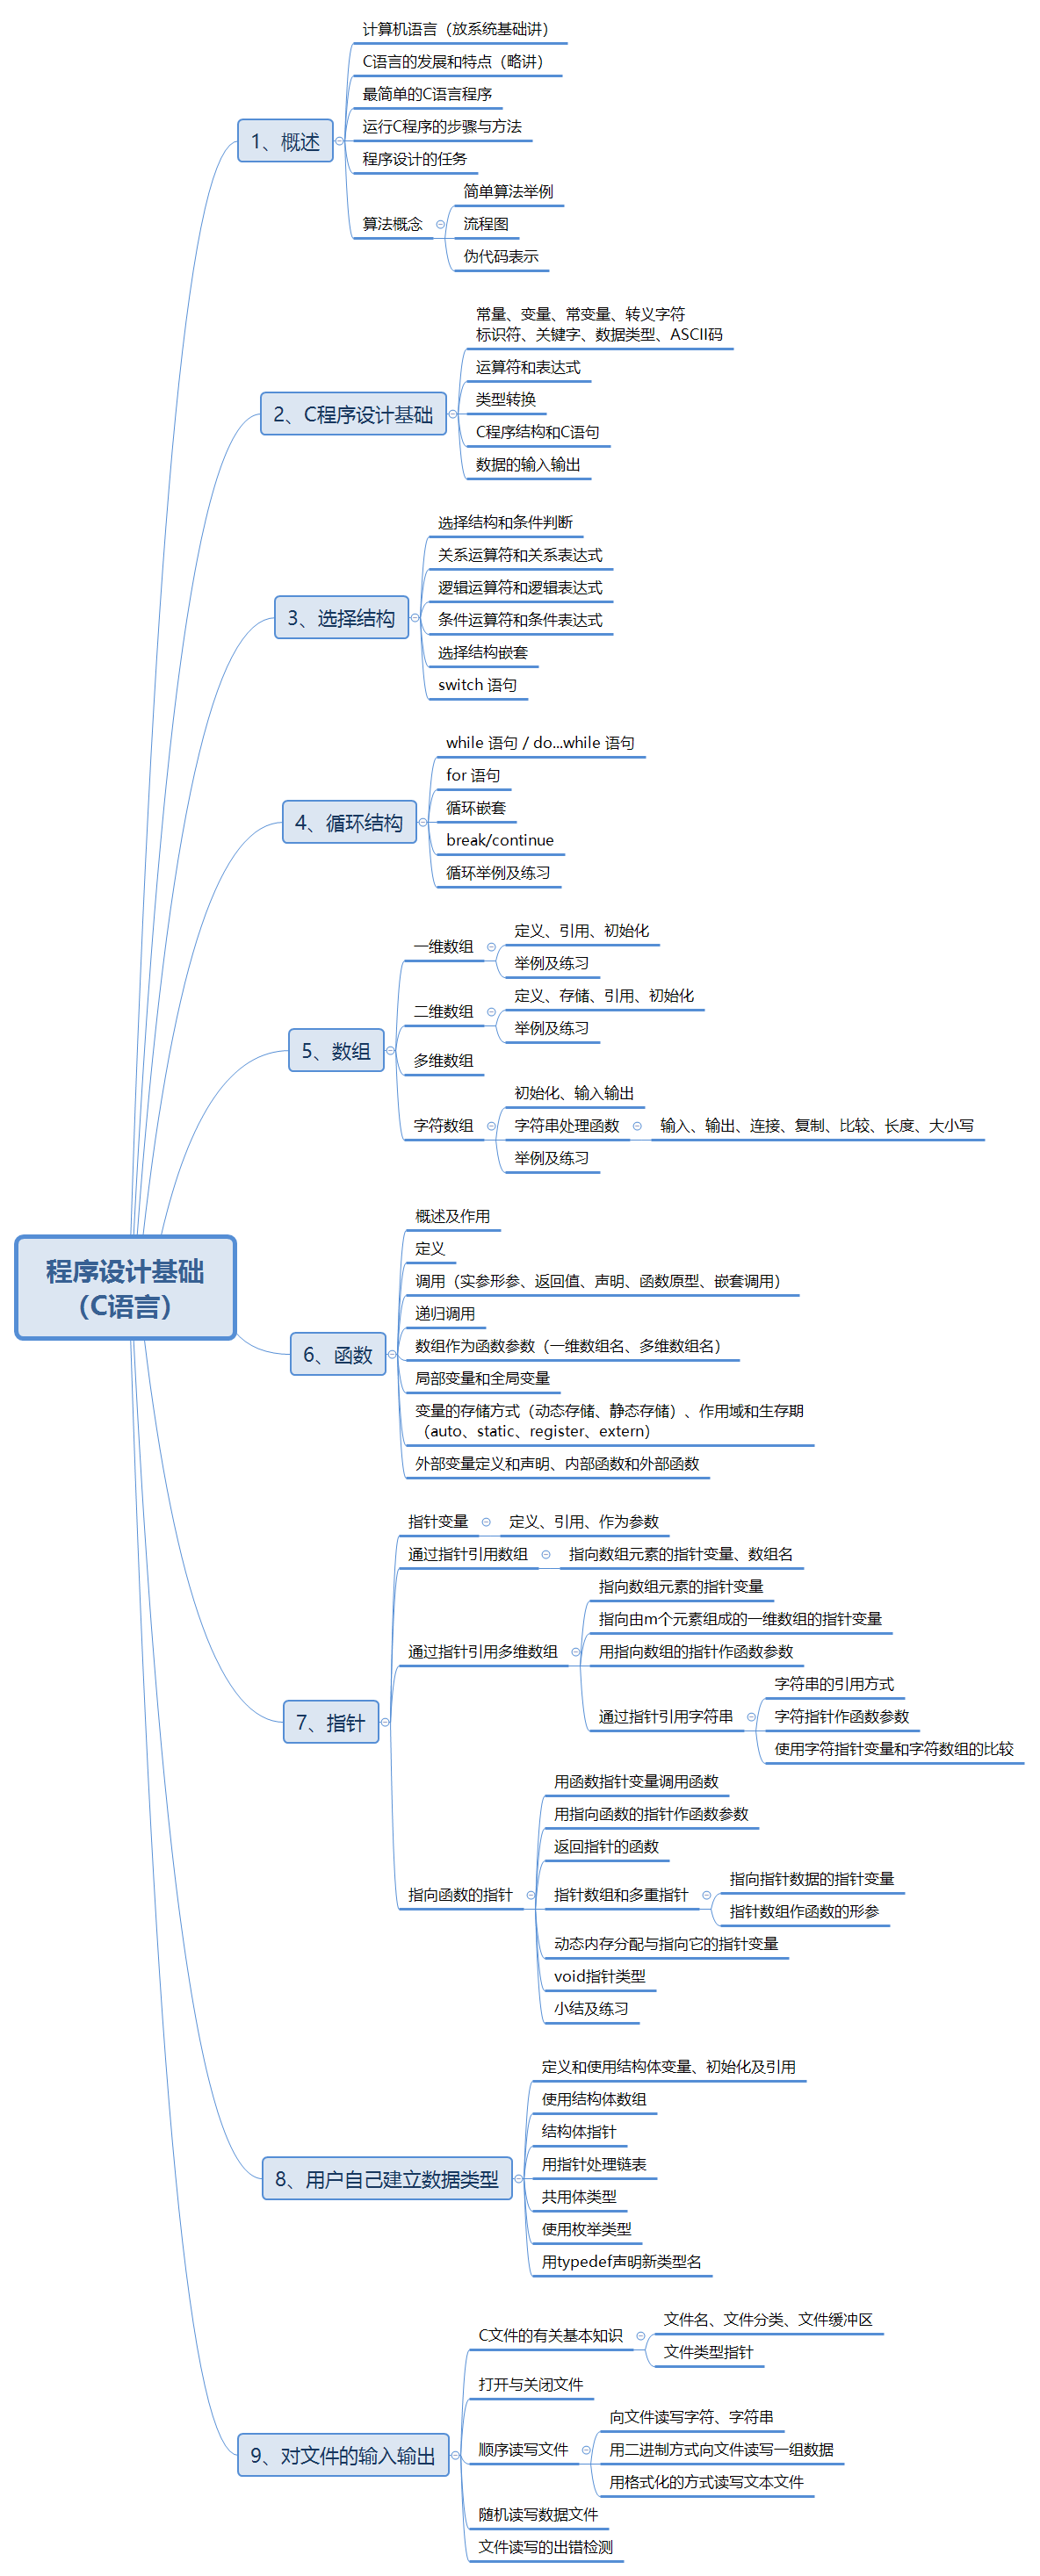 程序设计基础
（C语言）
1、概述
计算机语言（放系统基础讲）
C语言的发展和特点（略讲）
最简单的C语言程序
运行C程序的步骤与方法
程序设计的任务
算法概念
简单算法举例
流程图
伪代码表示
2、C程序设计基础
常量、变量、常变量、转义字符
标识符、关键字、数据类型、ASCII码
运算符和表达式
类型转换
C程序结构和C语句
数据的输入输出
3、选择结构
选择结构和条件判断
关系运算符和关系表达式
逻辑运算符和逻辑表达式
条件运算符和条件表达式
选择结构嵌套
switch 语句
4、循环结构
while 语句 / do...while 语句
for 语句
循环嵌套
break/continue
循环举例及练习
5、数组
一维数组
定义、引用、初始化
举例及练习
二维数组
定义、存储、引用、初始化
举例及练习
多维数组
字符数组
初始化、输入输出
字符串处理函数
输入、输出、连接、复制、比较、长度、大小写
举例及练习
6、函数
概述及作用
定义
调用（实参形参、返回值、声明、函数原型、嵌套调用）
递归调用
数组作为函数参数（一维数组名、多维数组名）
局部变量和全局变量
变量的存储方式（动态存储、静态存储）、作用域和生存期
（auto、static、register、extern）
外部变量定义和声明、内部函数和外部函数
7、指针
指针变量
定义、引用、作为参数
通过指针引用数组
指向数组元素的指针变量、数组名
通过指针引用多维数组
指向数组元素的指针变量
指向由m个元素组成的一维数组的指针变量
用指向数组的指针作函数参数
通过指针引用字符串
字符串的引用方式
字符指针作函数参数
使用字符指针变量和字符数组的比较
指向函数的指针
用函数指针变量调用函数
用指向函数的指针作函数参数
返回指针的函数
指针数组和多重指针
指向指针数据的指针变量
指针数组作函数的形参
动态内存分配与指向它的指针变量
void指针类型
小结及练习
8、用户自己建立数据类型
定义和使用结构体变量、初始化及引用
使用结构体数组
结构体指针
用指针处理链表
共用体类型
使用枚举类型
用typedef声明新类型名
9、对文件的输入输出
C文件的有关基本知识
文件名、文件分类、文件缓冲区
文件类型指针
打开与关闭文件
顺序读写文件
向文件读写字符、字符串
用二进制方式向文件读写一组数据
用格式化的方式读写文本文件
随机读写数据文件
文件读写的出错检测